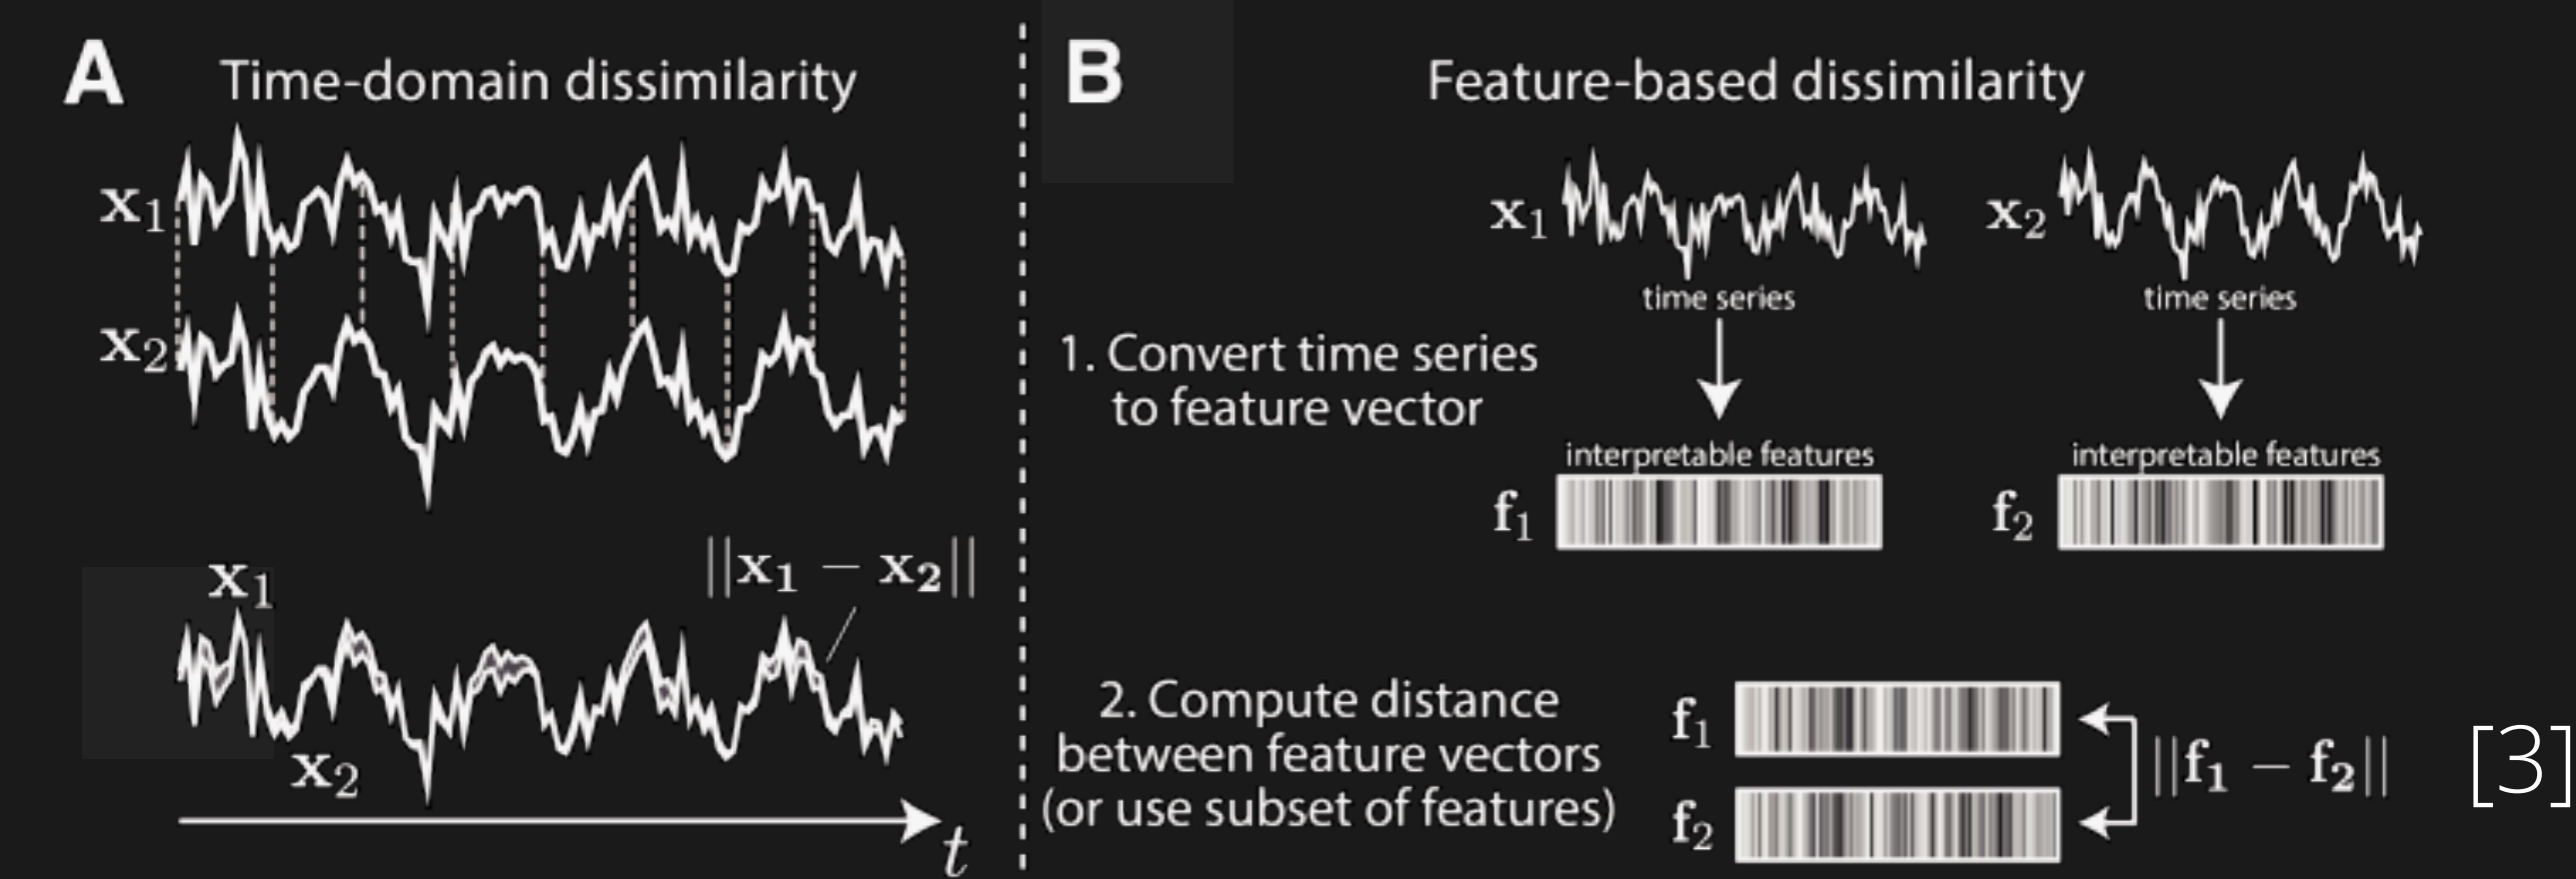 A
Time-domain dissimilarity
x1
x2
x1
||x1 − x2||
x2
t
B
Feature-based dissimilarity
x1
x2
time series
time series
1. Convert time series
to feature vector
interpretable features
interpretable features
f1
f2
2. Compute distance
between feature vectors
(or use subset of features)
f1
f2
||f1 − f2||
[3]